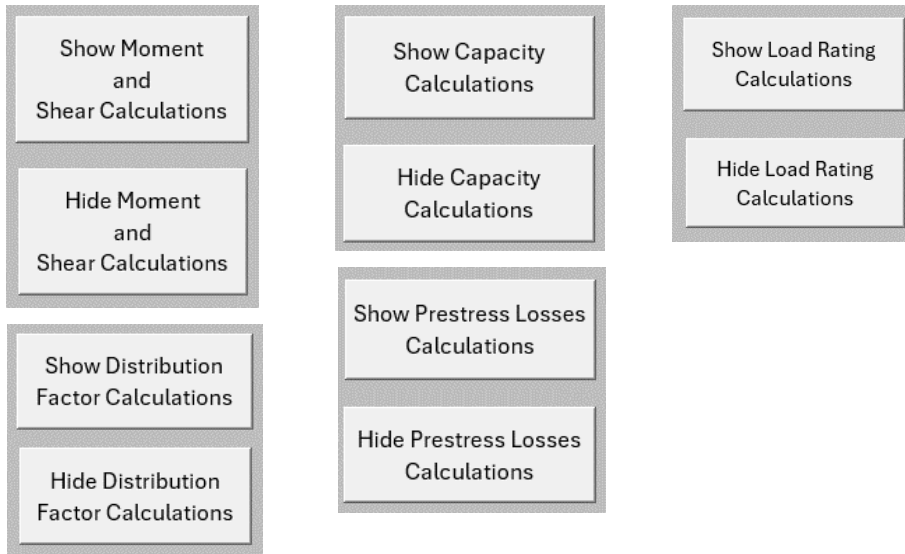 Show Moment
and
Shear Calculations
Hide Moment
and
Shear Calculations
Show Distribution
Factor Calculations
Hide Distribution
Factor Calculations
Show Capacity
Calculations
Hide Capacity
Calculations
Show Prestress Losses
Calculations
Hide Prestress Losses
Calculations
Show Load Rating
Calculations
Hide Load Rating
Calculations